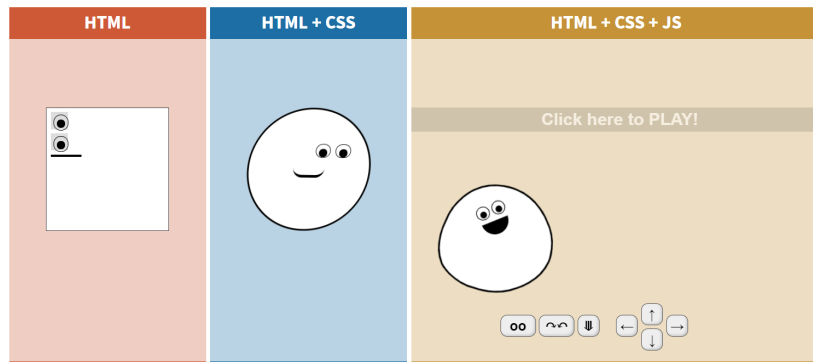 HTML
HTML + CSS
HTML + CSS + JS
Click here to PLAY!
oo
← ↑ ↓ →